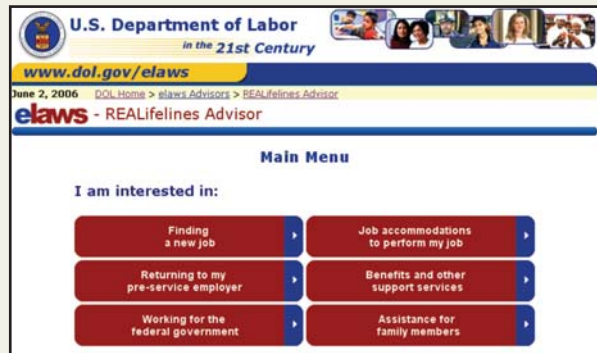 U.S. Department of Labor
in the 21st Century
www.dol.gov/elaws
June 2, 2006 DOL Home > elaws Advisors > REALifelines Advisor
elaws - REALifelines Advisor
Main Menu
I am interested in:
Finding
a new job
Job accommodations
to perform my job
Returning to my
pre-service employer
Benefits and other
support services
Working for the
federal government
Assistance for
family members